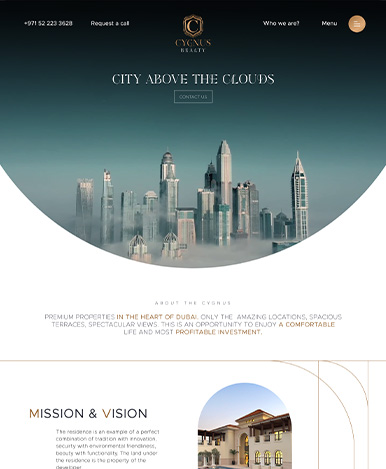 +971 52 223 3628
Request a call
C
CYGNUS
REALTY
Who we are?
Menu
CITY ABOVE THE CLOUDS
CONTACT US
ABOUT THE CYGNUS
PREMIUM PROPERTIES IN THE HEART OF DUBAI. ONLY THE AMAZING LOCATIONS, SPACIOUS
TERRACES, SPECTACULAR VIEWS. THIS IS AN OPPORTUNITY TO ENJOY A COMFORTABLE
LIFE AND MOST PROFITABLE INVESTMENT.
MISSION & VISION
The residence is an example of a perfect
combination of tradition with innovation,
security with environmental friendliness,
beauty with functionality. The land under
the residence is the property of the
developer